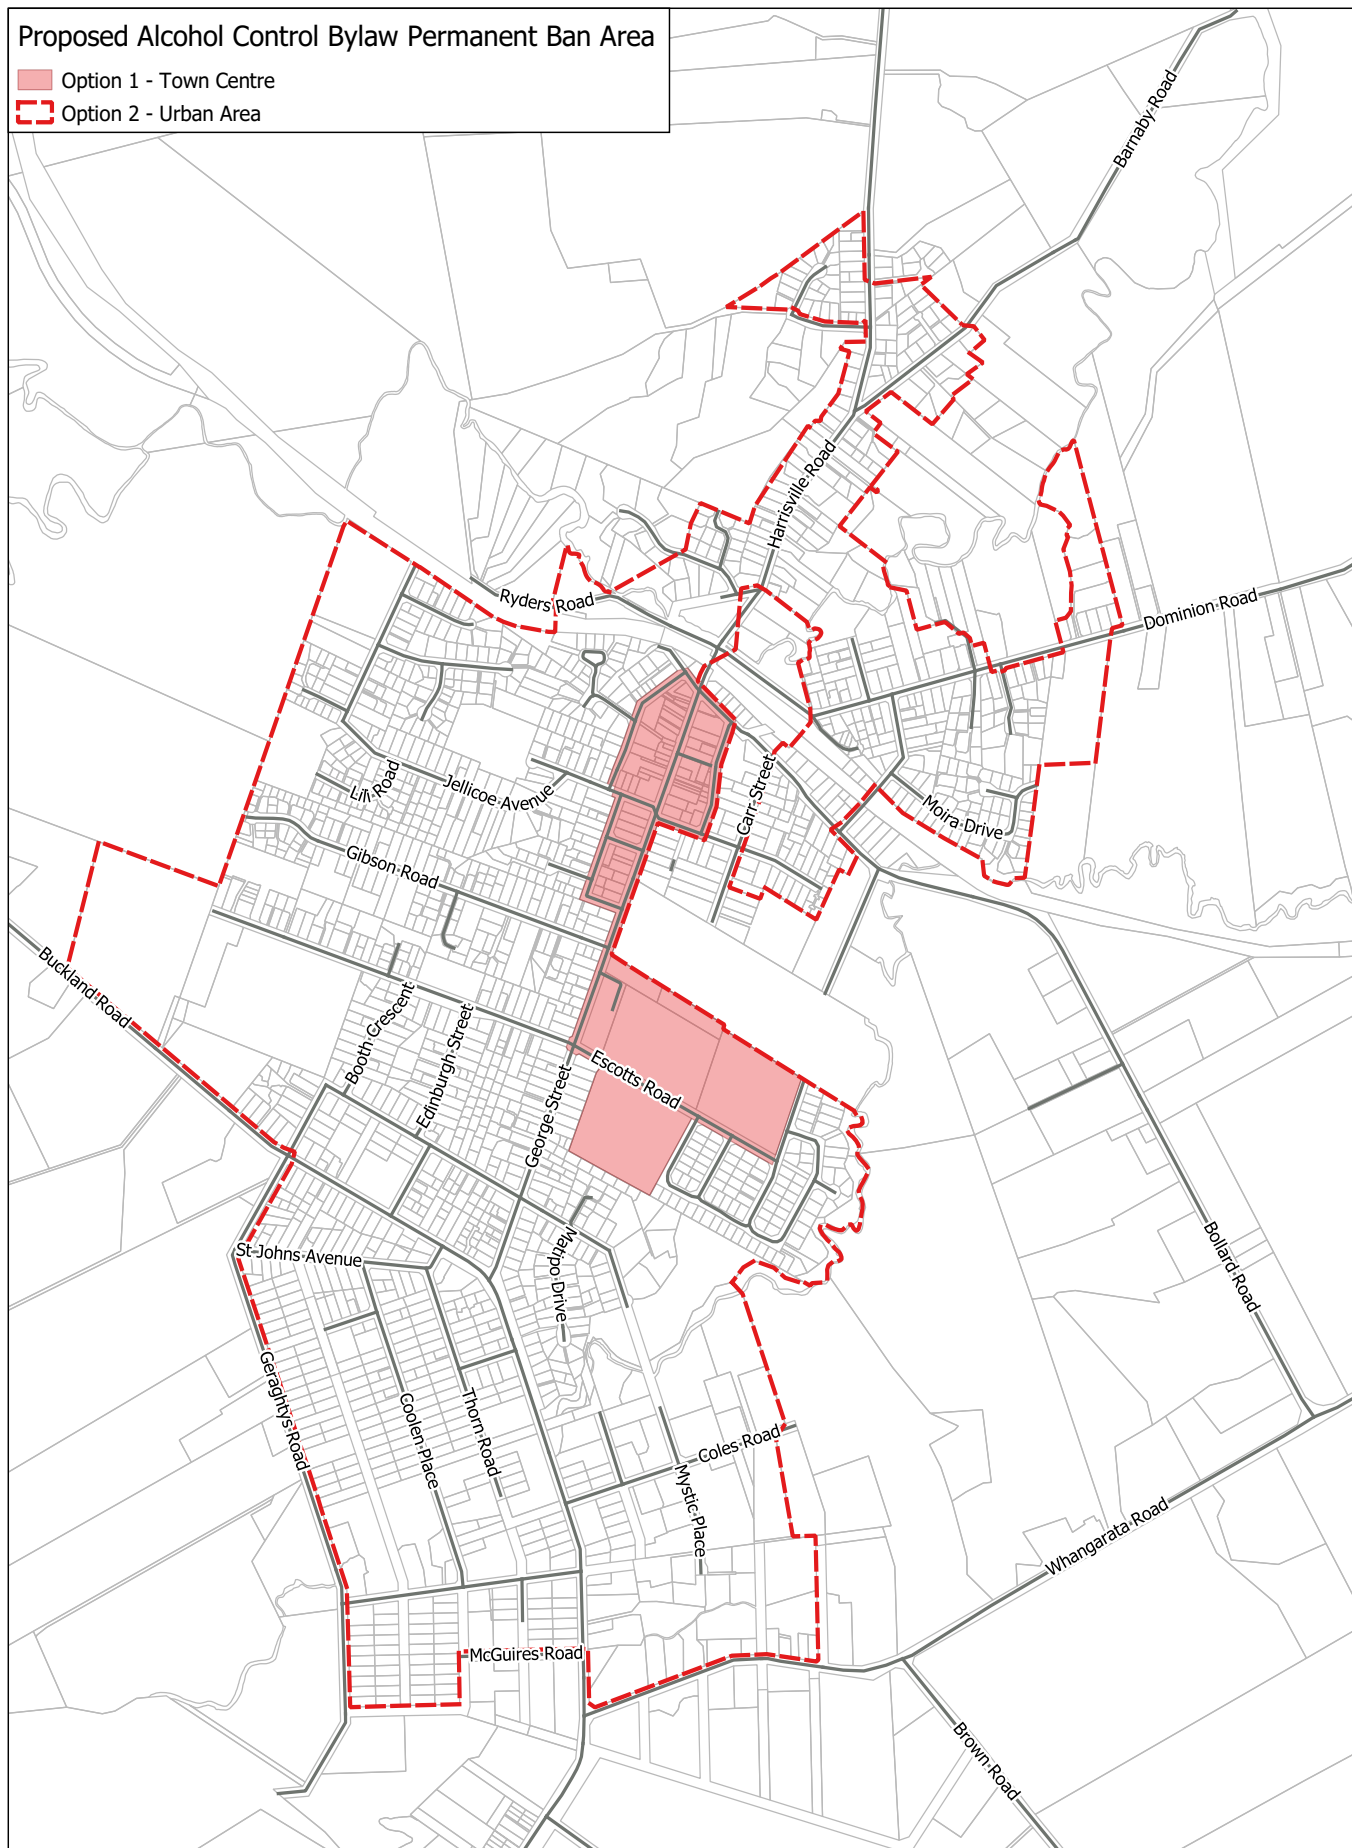 Proposed Alcohol Control Bylaw Permanent Ban Area
Option 1 - Town Centre
Option 2 - Urban Area
Barnaby Road
Harrisville Road
Ryders Road
Dominion Road
Lill Road
Jellicoe Avenue
Carr Street
Moira Drive
Gibson Road
Buckland Road
Booth Crescent
Edinburgh Street
George Street
Escotts Road
St Johns Avenue
Matipo Drive
Bollard Road
Geraghtys Road
Coolen Place
Thorn Road
Coles Road
Mystic Place
Whangarata Road
McGuires Road
Brown Road